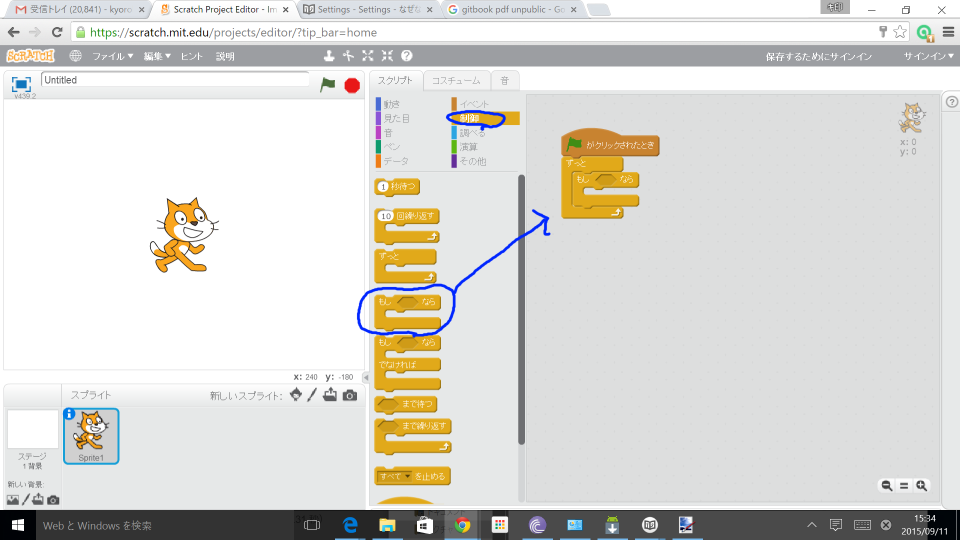 受信トレイ (20,841) - kyoro
Scratch Project Editor - Im
Settings - Settings - なぜな
gitbook pdf unpublic - Go
https://scratch.mit.edu/projects/editor/?tip_bar=home
SCRATCH ファイル 編集 ヒント 説明 保存するためにサインイン サインイン
Untitled
v439.2
スクリプト コスチューム 音
動き イベント
見た目 制御
音 調べる
ペン 演算
データ その他
x: 0
y: 0
1 秒待つ
10 回繰り返す
ずっと
もし なら
もし なら
でなければ
まで待つ
まで繰り返す
すべて を止める
がクリックされたとき
ずっと
もし なら
x: 240 y: -180
スプライト 新しいスプライト:
ステージ
1 背景
新しい背景:
Sprite1
Web と Windows を検索
15:34
2015/09/11